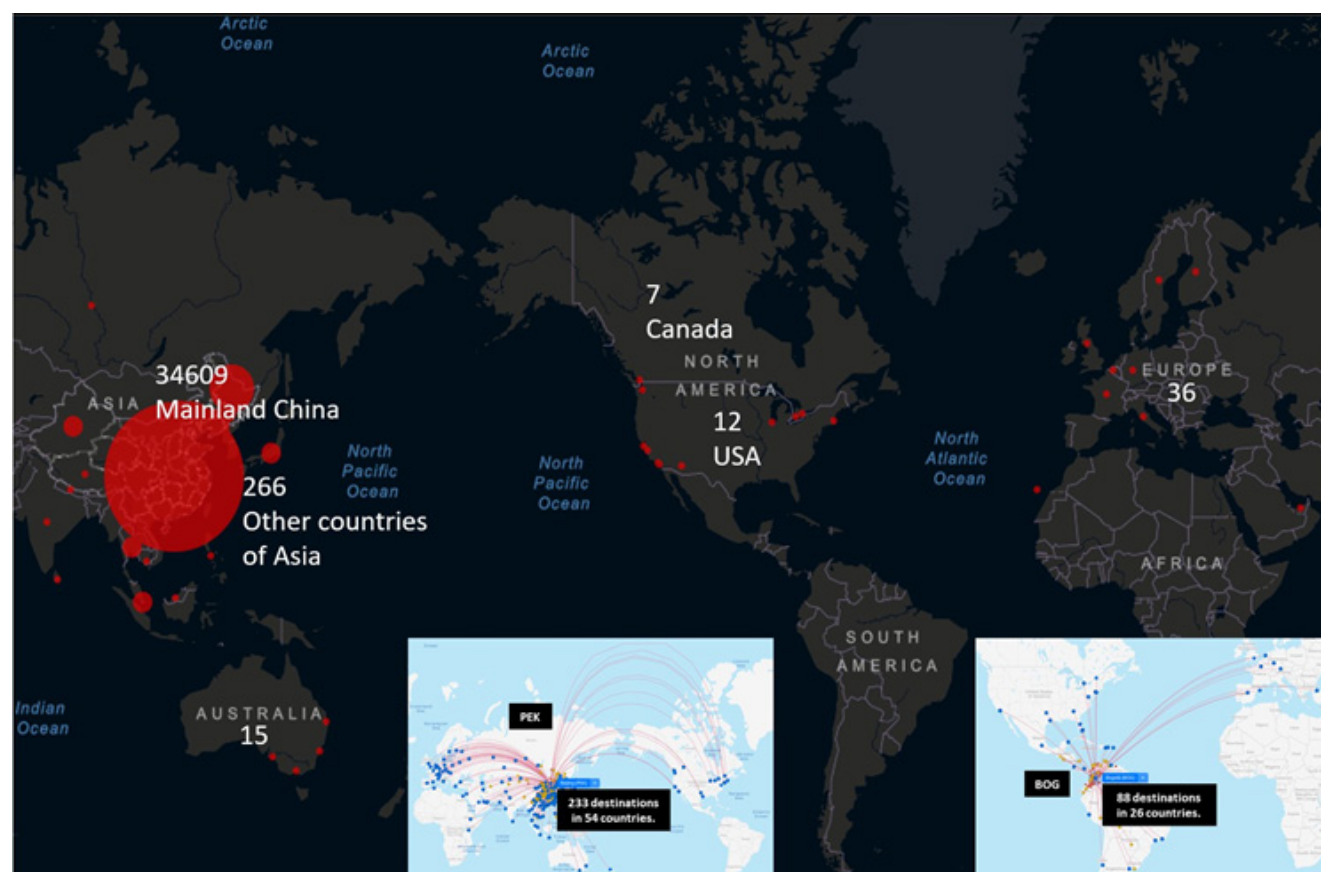 Arctic
Ocean
Arctic
Ocean
7
Canada
NORTH
AMERICA
34609
Mainland China
ASIA
EUROPE
36
12
USA
North
Pacific
Ocean
North
Pacific
Ocean
North
Atlantic
Ocean
266
Other countries
of Asia
AFRICA
SOUTH
AMERICA
Indian
Ocean
AUSTRALIA
15
PEK
233 destinations
in 54 countries.
BOG
88 destinations
in 26 countries.